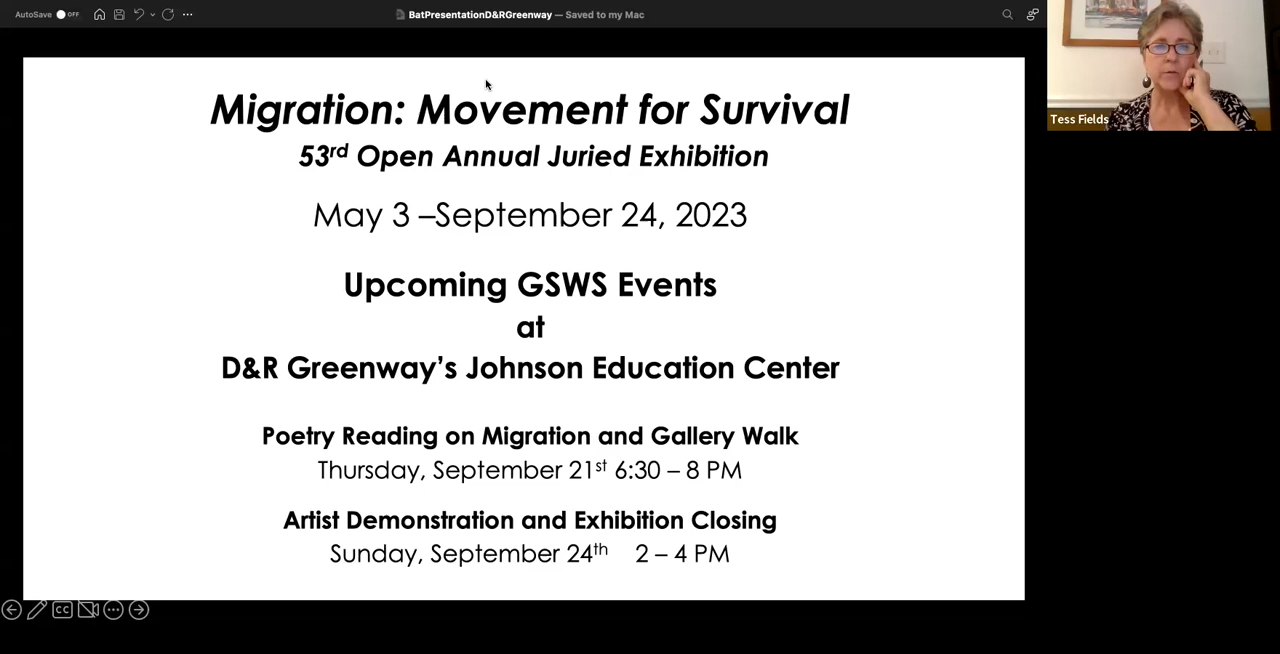 AutoSave OFF
BatPresentationD&RGreenway — Saved to my Mac
Migration: Movement for Survival
53rd Open Annual Juried Exhibition
May 3 –September 24, 2023
Upcoming GSWS Events
at
D&R Greenway’s Johnson Education Center
Poetry Reading on Migration and Gallery Walk
Thursday, September 21st 6:30 – 8 PM
Artist Demonstration and Exhibition Closing
Sunday, September 24th 2 – 4 PM
Tess Fields
CC